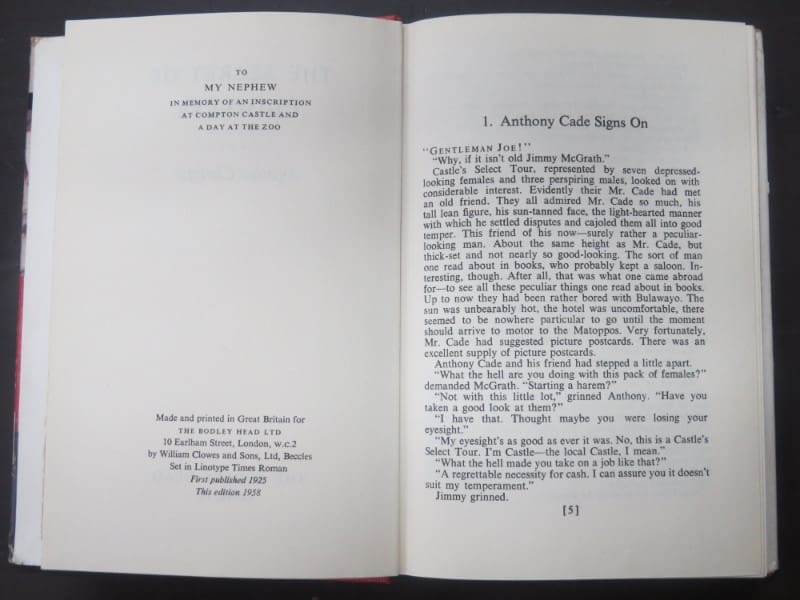 TO
MY NEPHEW
IN MEMORY OF AN INSCRIPTION
AT COMPTON CASTLE AND
A DAY AT THE ZOO
Made and printed in Great Britain for
THE BODLEY HEAD LTD
10 Earlham Street, London, W.C.2
by William Clowes and Sons, Ltd, Beccles
Set in Linotype Times Roman
First published 1925
This edition 1958
1. Anthony Cade Signs On
"GENTLEMAN JOE!"
"Why, if it isn't old Jimmy McGrath."
Castle's Select Tour, represented by seven depressed-
looking females and three perspiring males, looked on with
considerable interest. Evidently their Mr. Cade had met
an old friend. They all admired Mr. Cade so much, his
tall lean figure, his sun-tanned face, the light-hearted manner
with which he settled disputes and cajoled them all into good
temper. This friend of his now—surely rather a peculiar-
looking man. About the same height as Mr. Cade, but
thick-set and not nearly so good-looking. The sort of man
one read about in books, who probably kept a saloon. In-
teresting, though. After all, that was what one came abroad
for—to see all these peculiar things one read about in books.
Up to now they had been rather bored with Bulawayo. The
sun was unbearably hot, the hotel was uncomfortable, there
seemed to be nowhere particular to go until the moment
should arrive to motor to the Matoppos. Very fortunately,
Mr. Cade had suggested picture postcards. There was an
excellent supply of picture postcards.
Anthony Cade and his friend had stepped a little apart.
"What the hell are you doing with this pack of females?"
demanded McGrath. "Starting a harem?"
"Not with this little lot," grinned Anthony. "Have you
taken a good look at them?"
"I have that. Thought maybe you were losing your
eyesight."
"My eyesight's as good as ever it was. No, this is a Castle's
Select Tour. I'm Castle—the local Castle, I mean."
"What the hell made you take on a job like that?"
"A regrettable necessity for cash. I can assure you it doesn't
suit my temperament."
Jimmy grinned.
[5]